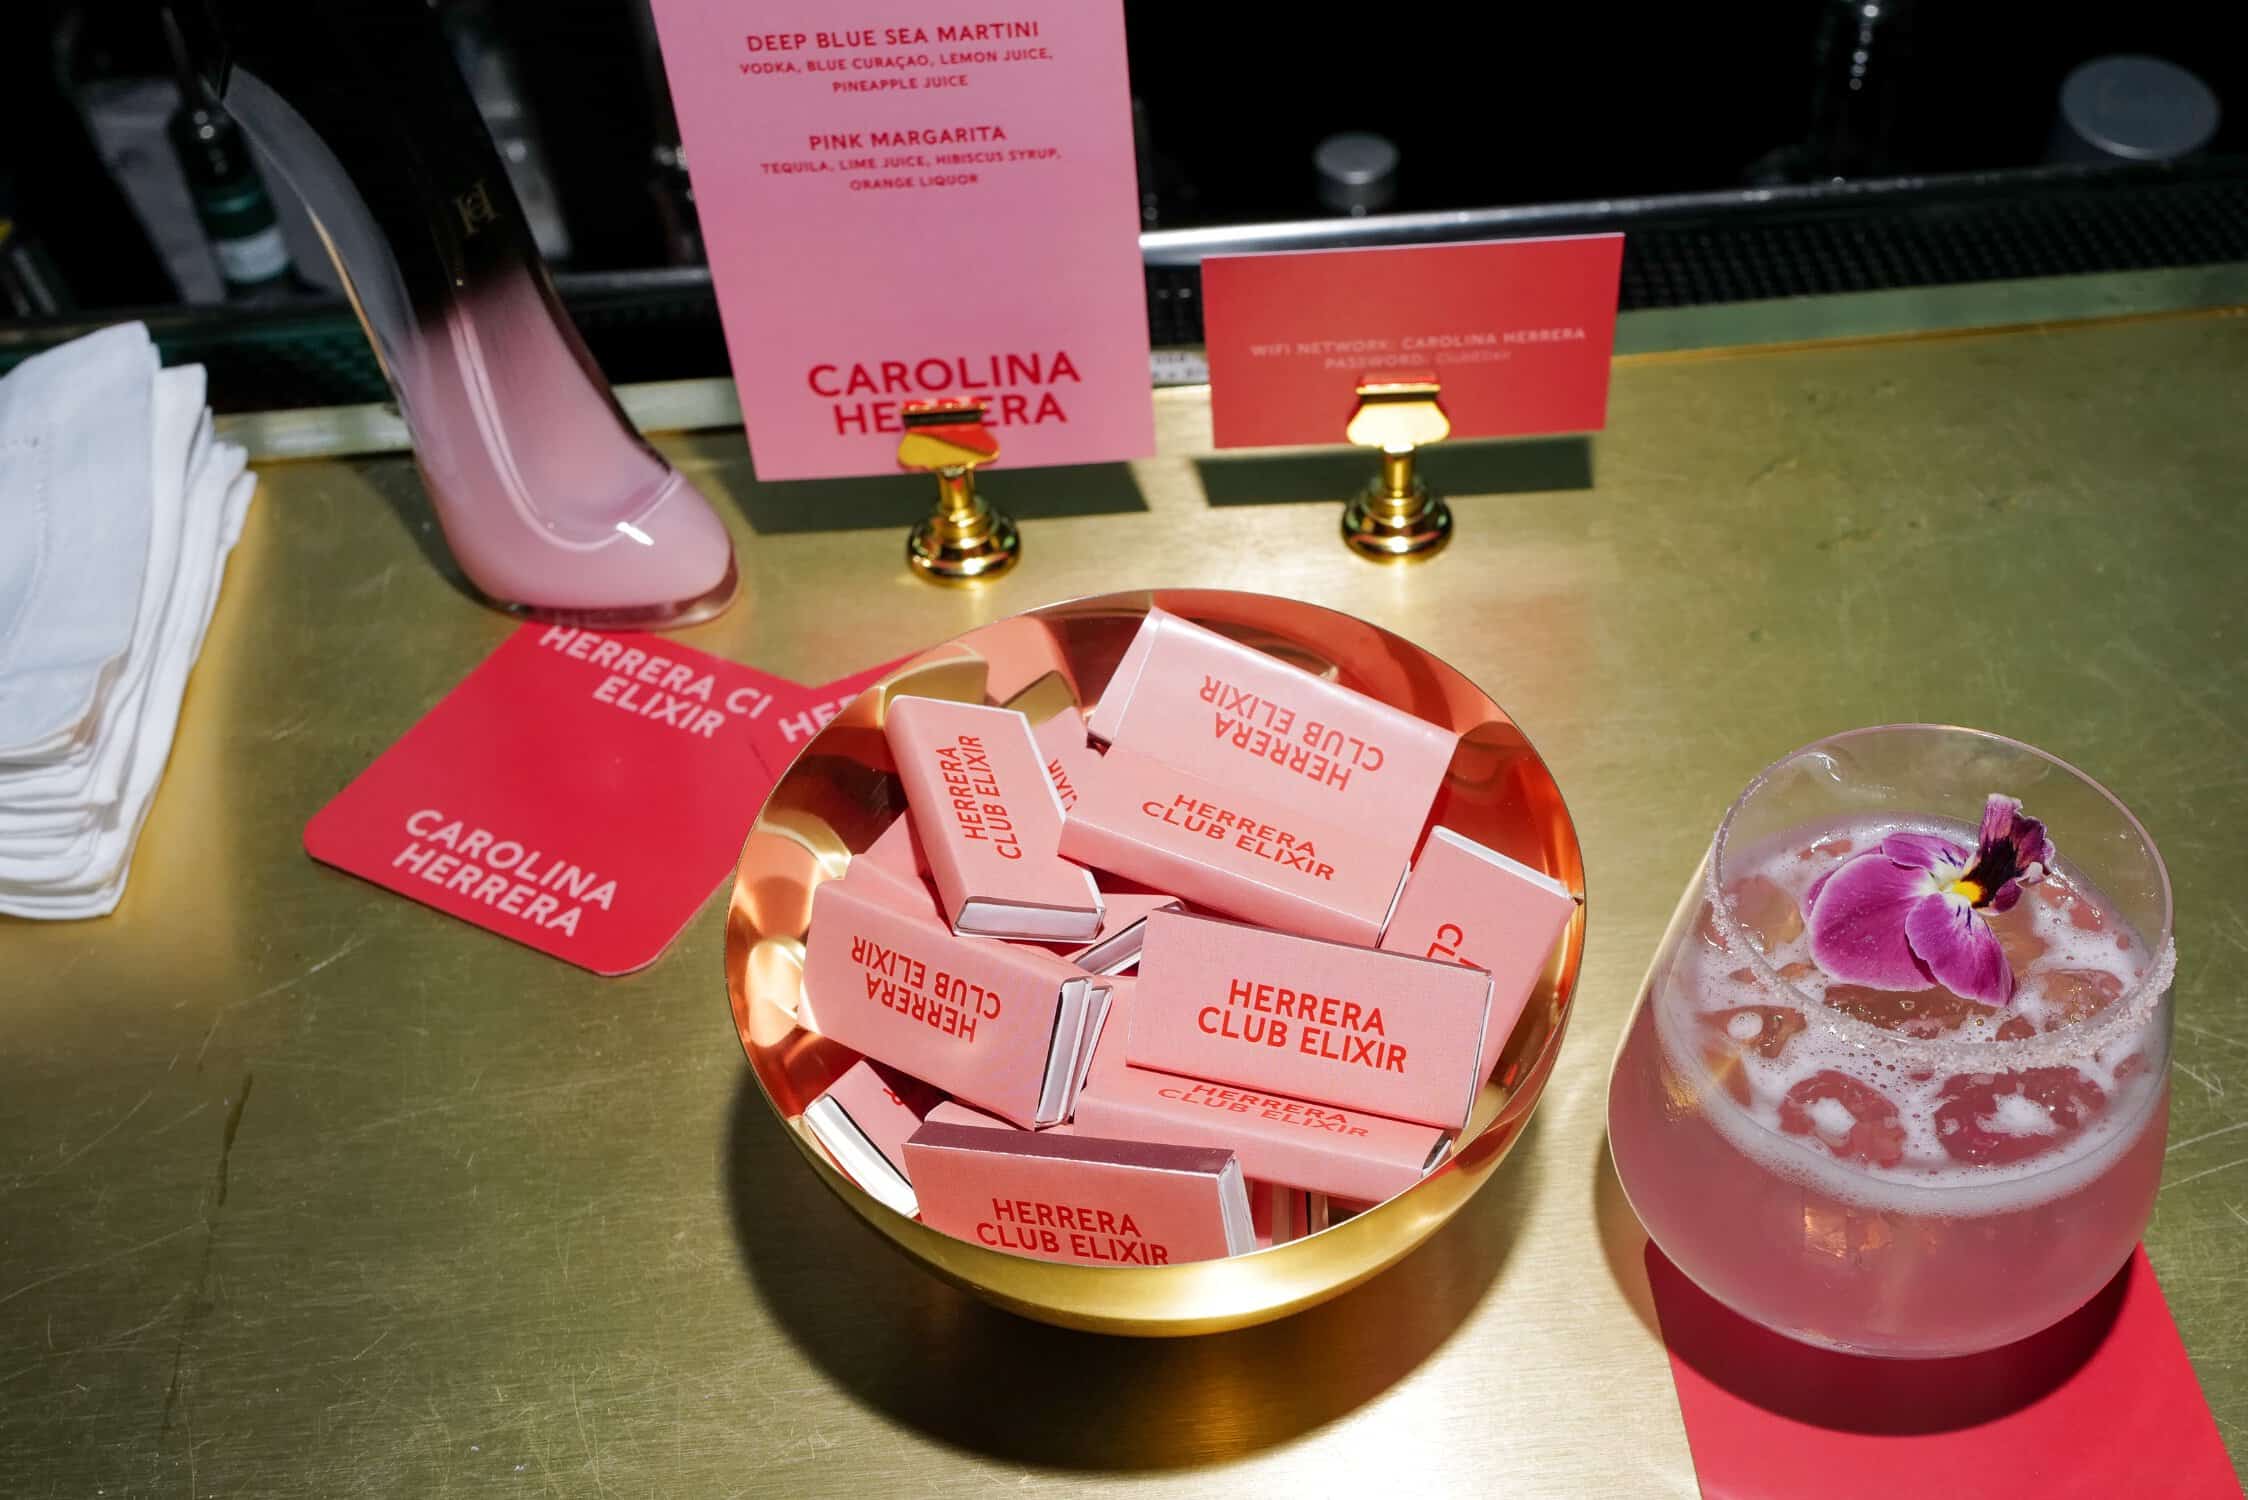 DEEP BLUE SEA MARTINI
VODKA, BLUE CURAÇAO, LEMON JUICE,
PINEAPPLE JUICE
PINK MARGARITA
TEQUILA, LIME JUICE, HIBISCUS SYRUP,
ORANGE LIQUOR
CAROLINA
HERRERA
WIFI NETWORK: CAROLINA HERRERA
PASSWORD: ClubElixir
HERRERA
ELIXIR
CAROLINA
HERRERA
HERRERA
CLUB ELIXIR
HERRERA
CLUB ELIXIR
HERRERA
CLUB ELIXIR
HERRERA
CLUB ELIXIR
HERRERA
CLUB ELIXIR
HERRERA
CLUB ELIXIR
HERRERA
CLUB ELIXIR